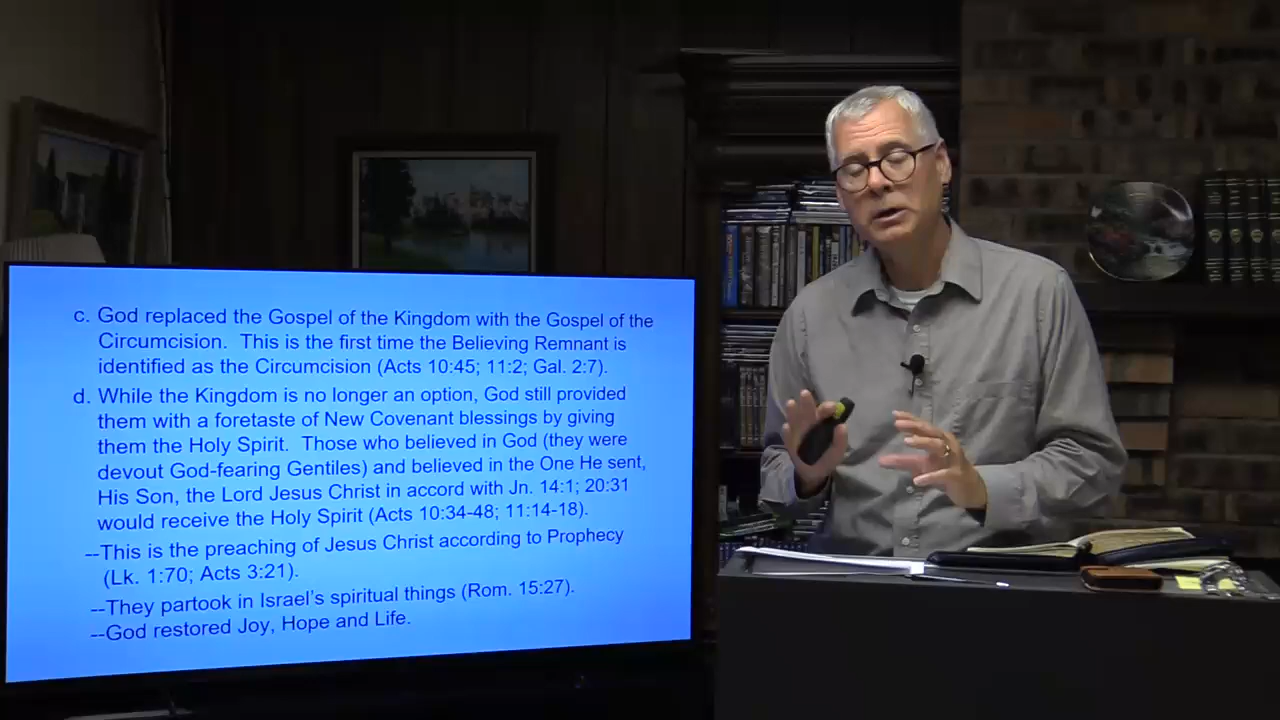 c. God replaced the Gospel of the Kingdom with the Gospel of the
Circumcision. This is the first time the Believing Remnant is
identified as the Circumcision (Acts 10:45; 11:2; Gal. 2:7).
d. While the Kingdom is no longer an option, God still provided
them with a foretaste of New Covenant blessings by giving
them the Holy Spirit. Those who believed in God (they were
devout God-fearing Gentiles) and believed in the One He sent,
His Son, the Lord Jesus Christ in accord with Jn. 14:1; 20:31
would receive the Holy Spirit (Acts 10:34-48; 11:14-18).
--This is the preaching of Jesus Christ according to Prophecy
(Lk. 1:70; Acts 3:21).
--They partook in Israel's spiritual things (Rom. 15:27).
--God restored Joy, Hope and Life.